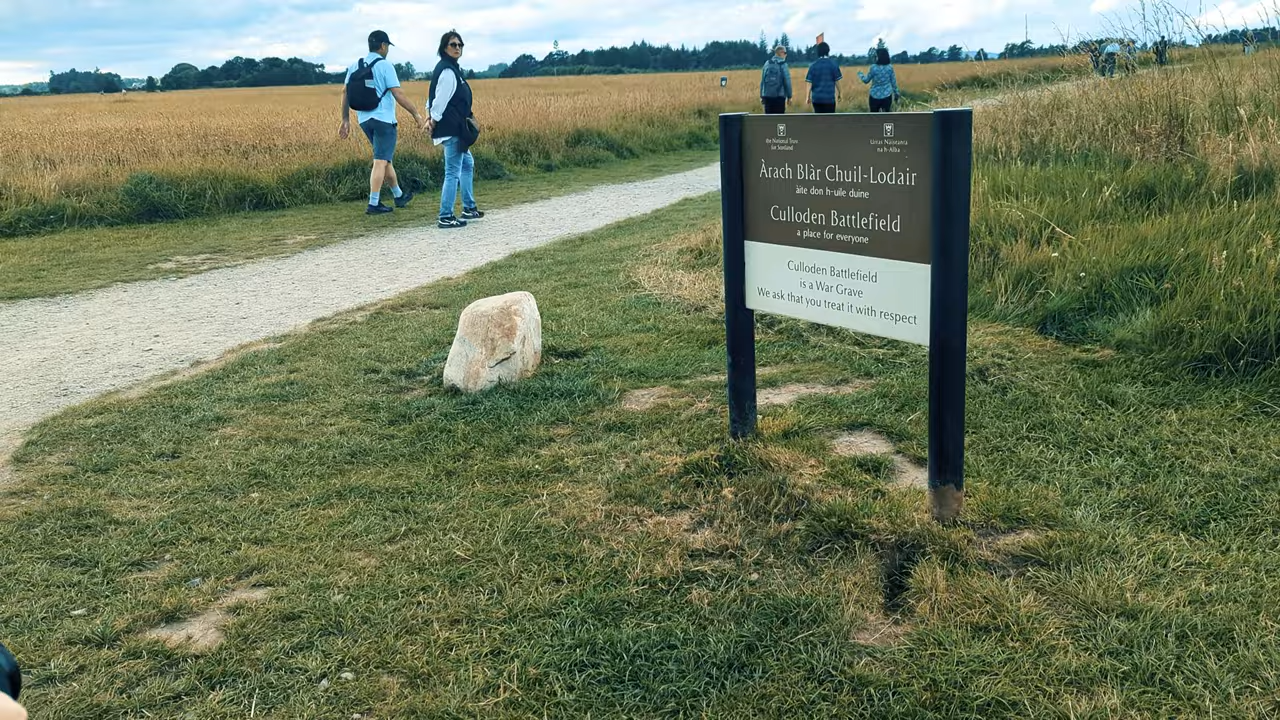 the National Trust
for Scotland
Urras Nàiseanta
na h-Alba
Àrach Blàr Chuil-Lodair
àite don h-uile duine
Culloden Battlefield
a place for everyone
Culloden Battlefield
is a War Grave
We ask that you treat it with respect